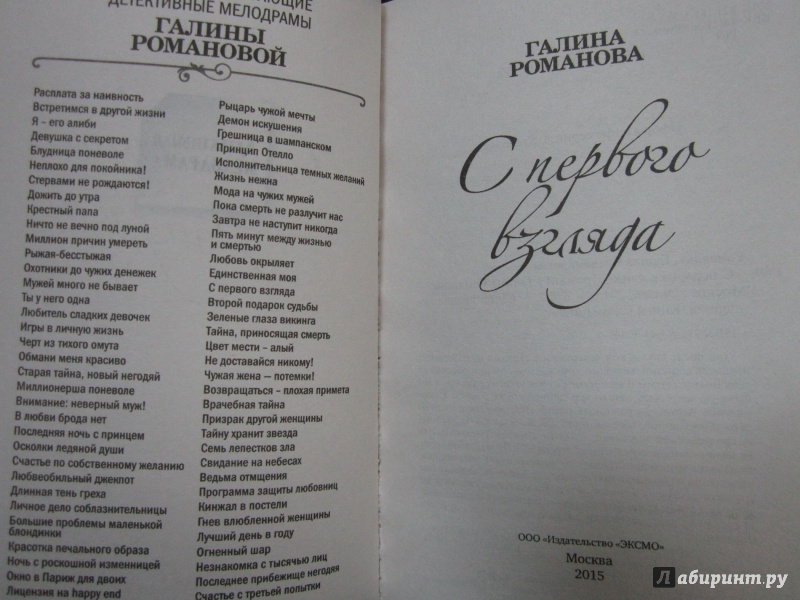 ДЕТЕКТИВНЫЕ МЕЛОДРАМЫ
ГАЛИНЫ
РОМАНОВОЙ
Расплата за наивность
Встретимся в другой жизни
Я – его алиби
Девушка с секретом
Блудница поневоле
Неплохо для покойника!
Стервами не рождаются!
Дожить до утра
Крестный папа
Ничто не вечно под луной
Миллион причин умереть
Рыжая-бесстыжая
Охотники до чужих денежек
Мужей много не бывает
Ты у него одна
Любитель сладких девочек
Игры в личную жизнь
Черт из тихого омута
Обмани меня красиво
Старая тайна, новый негодяй
Миллионерша поневоле
Внимание: неверный муж!
В любви брода нет
Последняя ночь с принцем
Осколки ледяной души
Счастье по собственному желанию
Любвеобильный джекпот
Длинная тень греха
Личное дело соблазнительницы
Большие проблемы маленькой
блондинки
Красотка печального образа
Ночь с роскошной изменницей
Окно в Париж для двоих
Лицензия на happy end
Рыцарь чужой мечты
Демон искушения
Грешница в шампанском
Принцип Отелло
Исполнительница темных желаний
Жизнь нежна
Мода на чужих мужей
Пока смерть не разлучит нас
Завтра не наступит никогда
Пять минут между жизнью
и смертью
Любовь окрыляет
Единственная моя
С первого взгляда
Второй подарок судьбы
Зеленые глаза викинга
Тайна, приносящая смерть
Цвет мести – алый
Не доставайся никому!
Чужая жена — потемки!
Возвращаться – плохая примета
Врачебная тайна
Призрак другой женщины
Тайну хранит звезда
Семь лепестков зла
Свидание на небесах
Ведьма отмщения
Программа защиты любовниц
Кинжал в постели
Гнев влюбленной женщины
Лучший день в году
Огненный шар
Незнакомка с тысячью лиц
Последнее прибежище негодяя
Счастье с третьей попытки
ГАЛИНА
РОМАНОВА
С первого
взгляда
ООО «Издательство «ЭКСМО»
Москва
2015
Лабиринт.ру